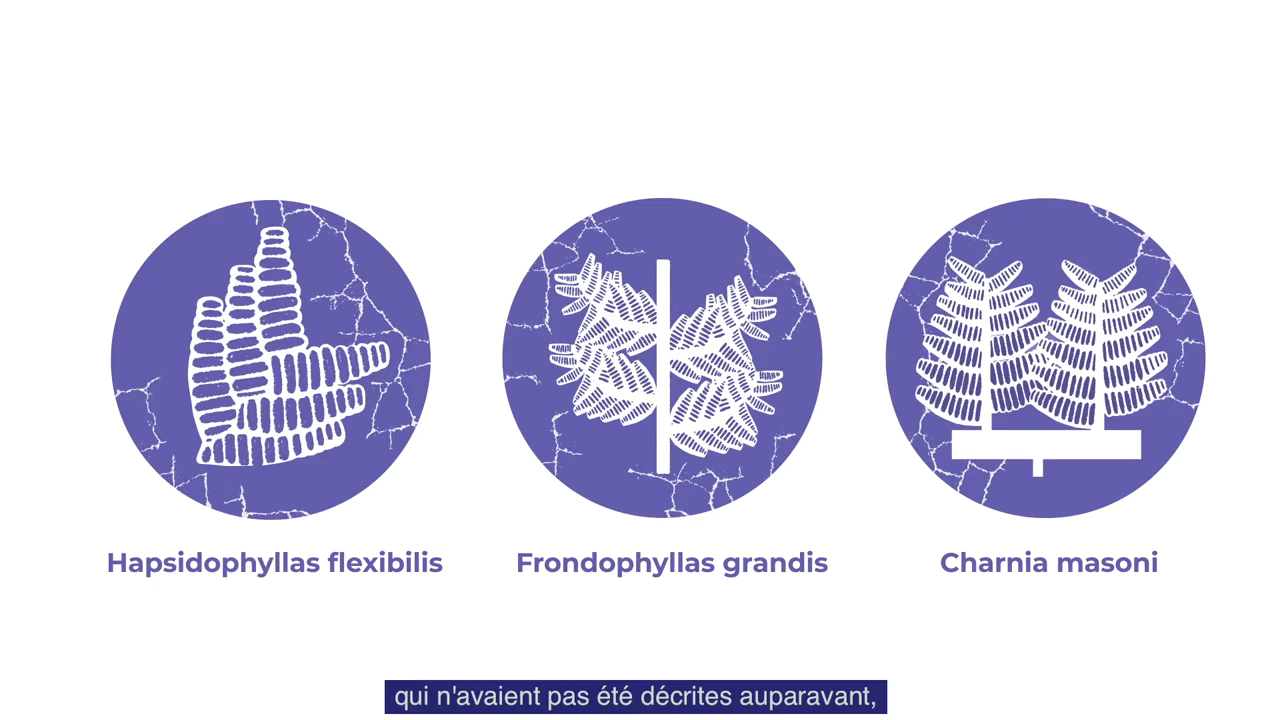 Hapsidophyllas flexibilis
Frondophyllas grandis
Charnia masoni
qui n'avaient pas été décrites auparavant,